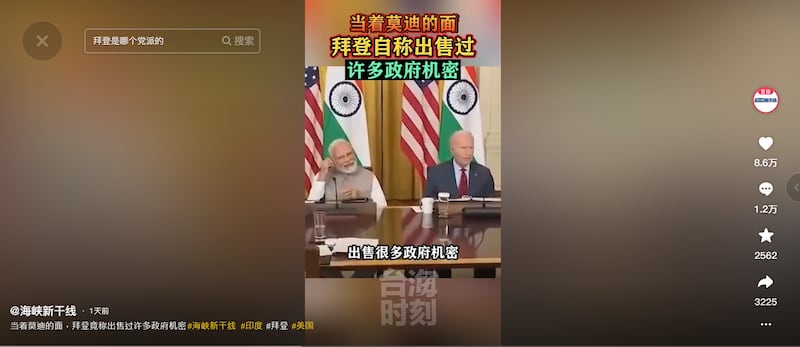 拜登是哪个党派的
搜索
当着莫迪的面
拜登自称出售过
许多政府机密
出售很多政府机密
台海
时刻
8.6万
1.2万
2562
3225
@海峡新干线 · 1天前
当着莫迪的面，拜登竟称出售过许多政府机密#海峡新干线 #印度 #拜登 #美国